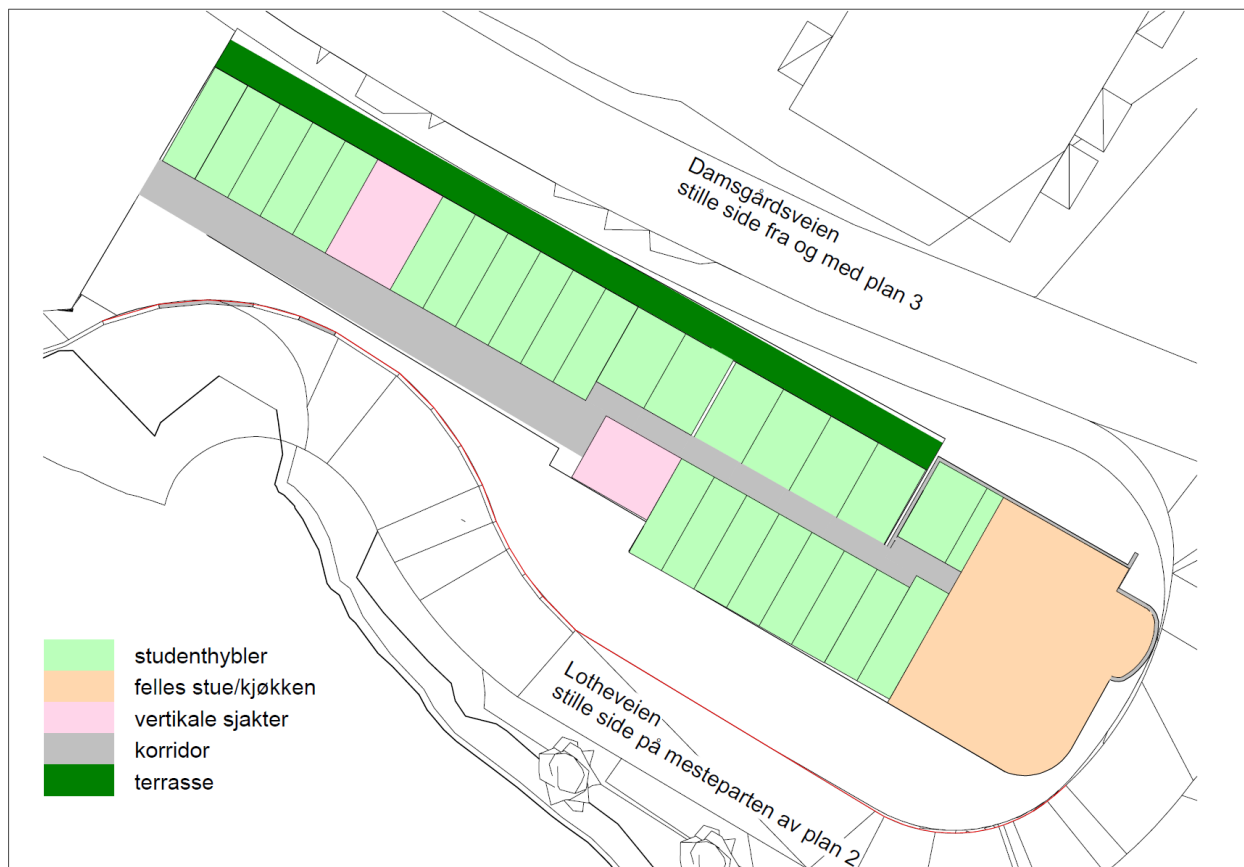 Damsgårdsveien
stille side fra og med plan 3
studenthybler
felles stue/kjøkken
vertikale sjakter
korridor
terrasse
Lotheveien
stille side på mesteparten av plan 2